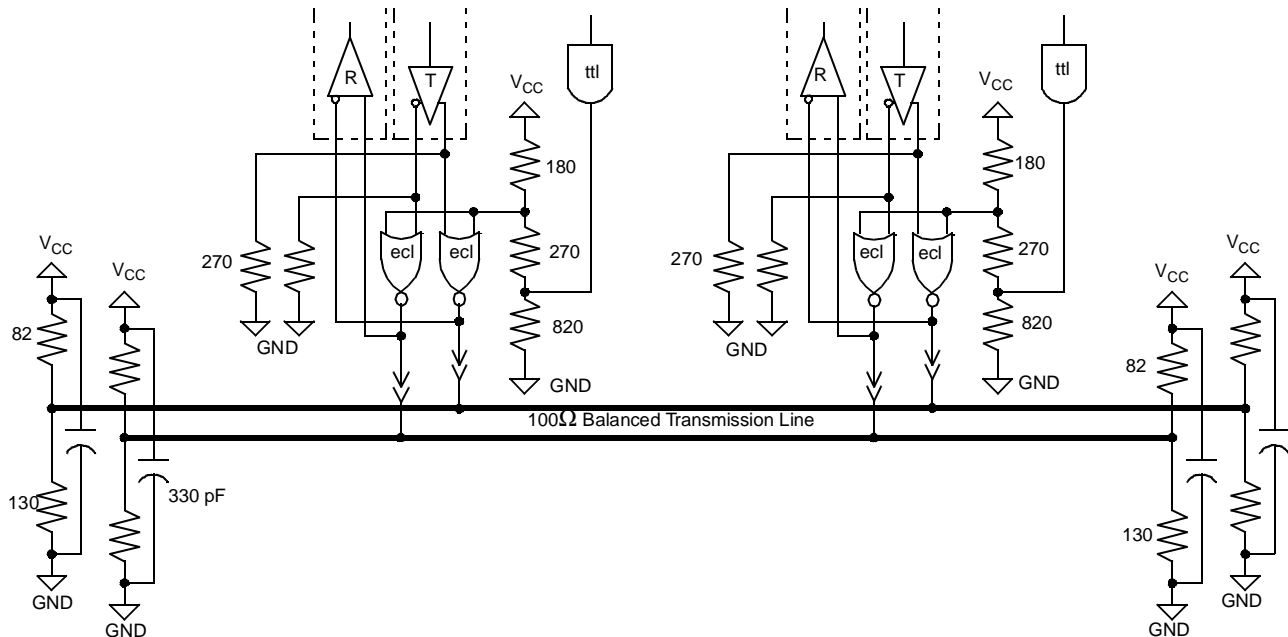 R
T
ttl
R
T
ttl
VCC
VCC
180
180
ecl
ecl
ecl
ecl
VCC
VCC
270
270
270
270
VCC
VCC
820
820
82
GND
GND
82
GND
GND
100Ω Balanced Transmission Line
130
330 pF
130
GND
GND
GND
GND